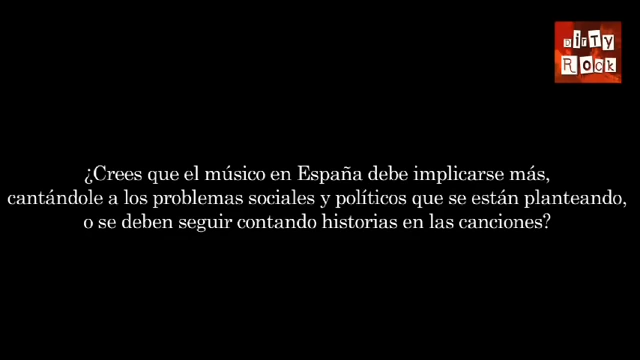 DiRTY
ROCK
¿Crees que el músico en España debe implicarse más,
cantándole a los problemas sociales y políticos que se están planteando,
o se deben seguir contando historias en las canciones?